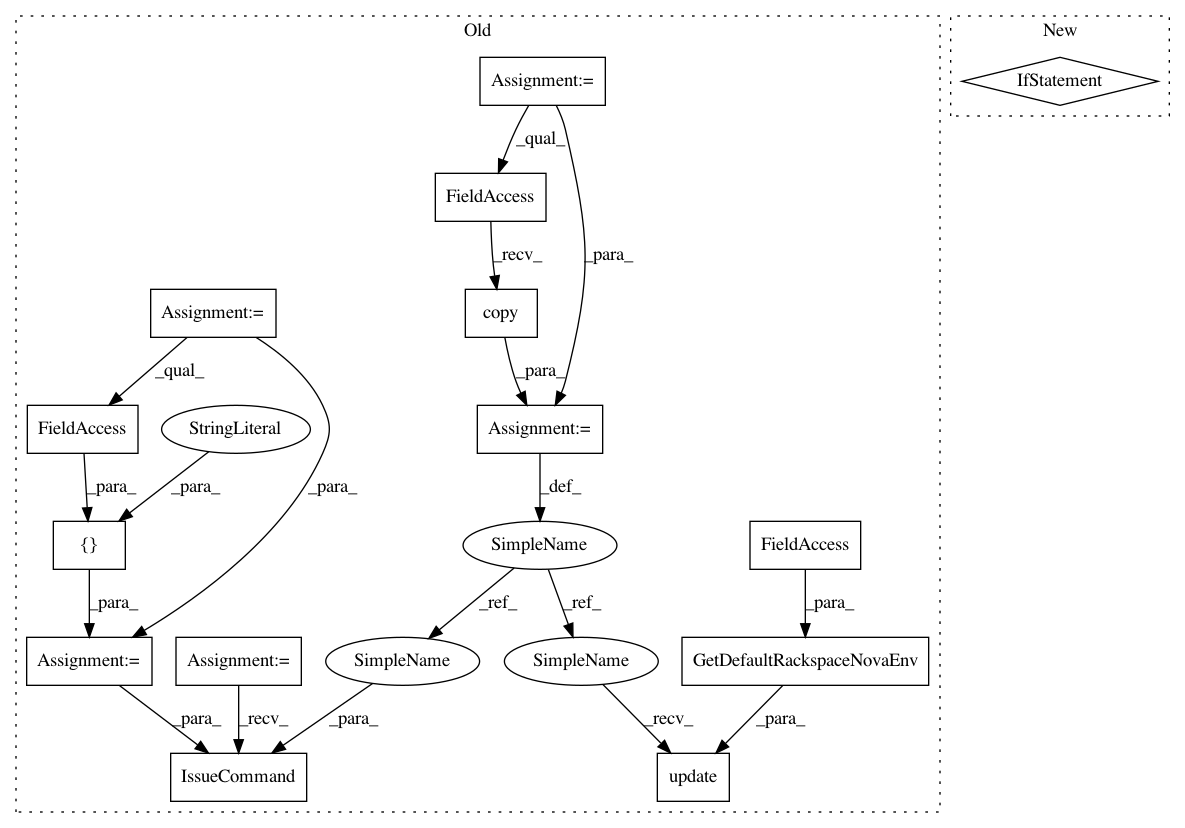 Old
New
Assignment:=
IfStatement
_qual_
FieldAccess
_recv_
_para_
Assignment:=
copy
_qual_
_para_
FieldAccess
StringLiteral
Assignment:=
_para_
_para_
_para_
_def_
{}
SimpleName
FieldAccess
_para_
_ref_
_ref_
_para_
Assignment:=
Assignment:=
SimpleName
SimpleName
GetDefaultRackspaceNovaEnv
_para_
_recv_
_para_
_recv_
_para_
IssueCommand
update